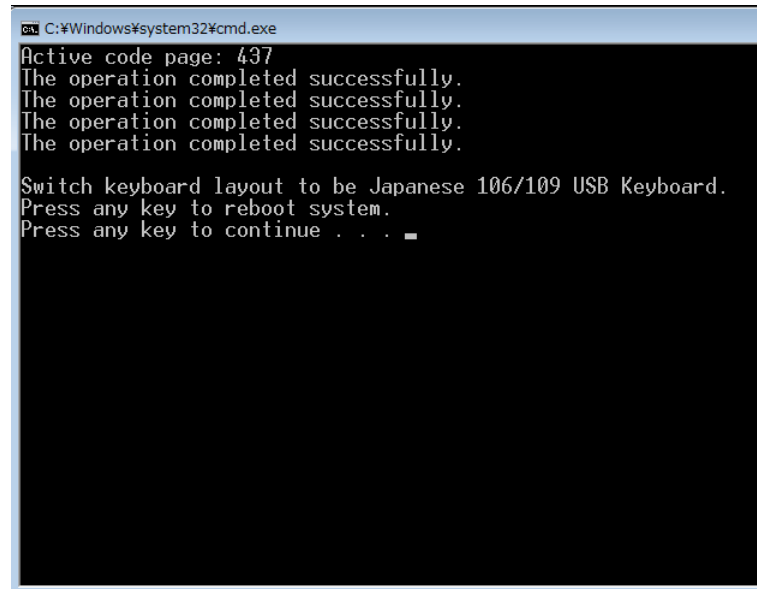 C:¥Windows¥system32¥cmd.exe
Active code page: 437
The operation completed successfully.
The operation completed successfully.
The operation completed successfully.
The operation completed successfully.
Switch keyboard layout to be Japanese 106/109 USB Keyboard.
Press any key to reboot system.
Press any key to continue . . .